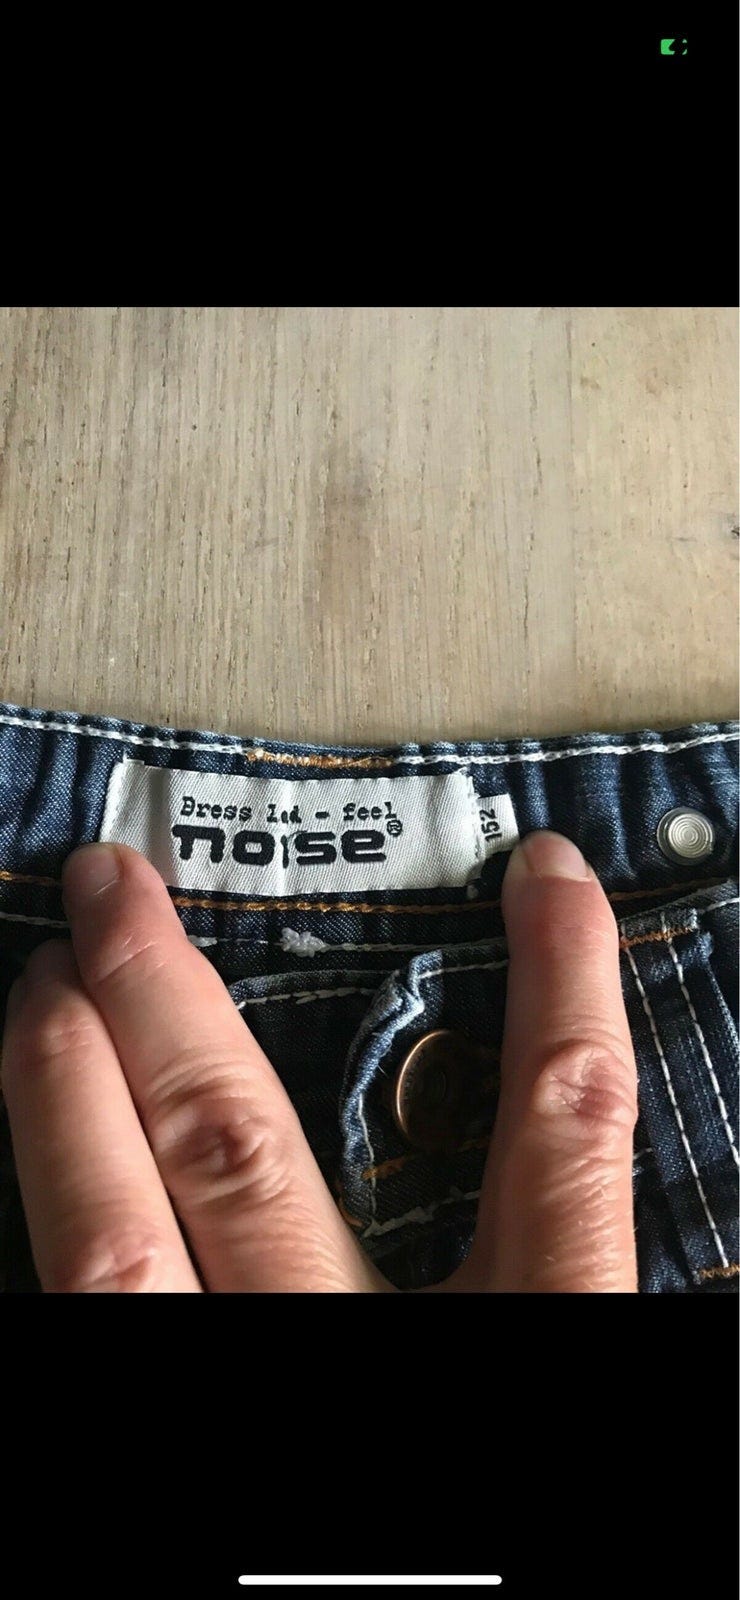 Dress - feel
noise®
152